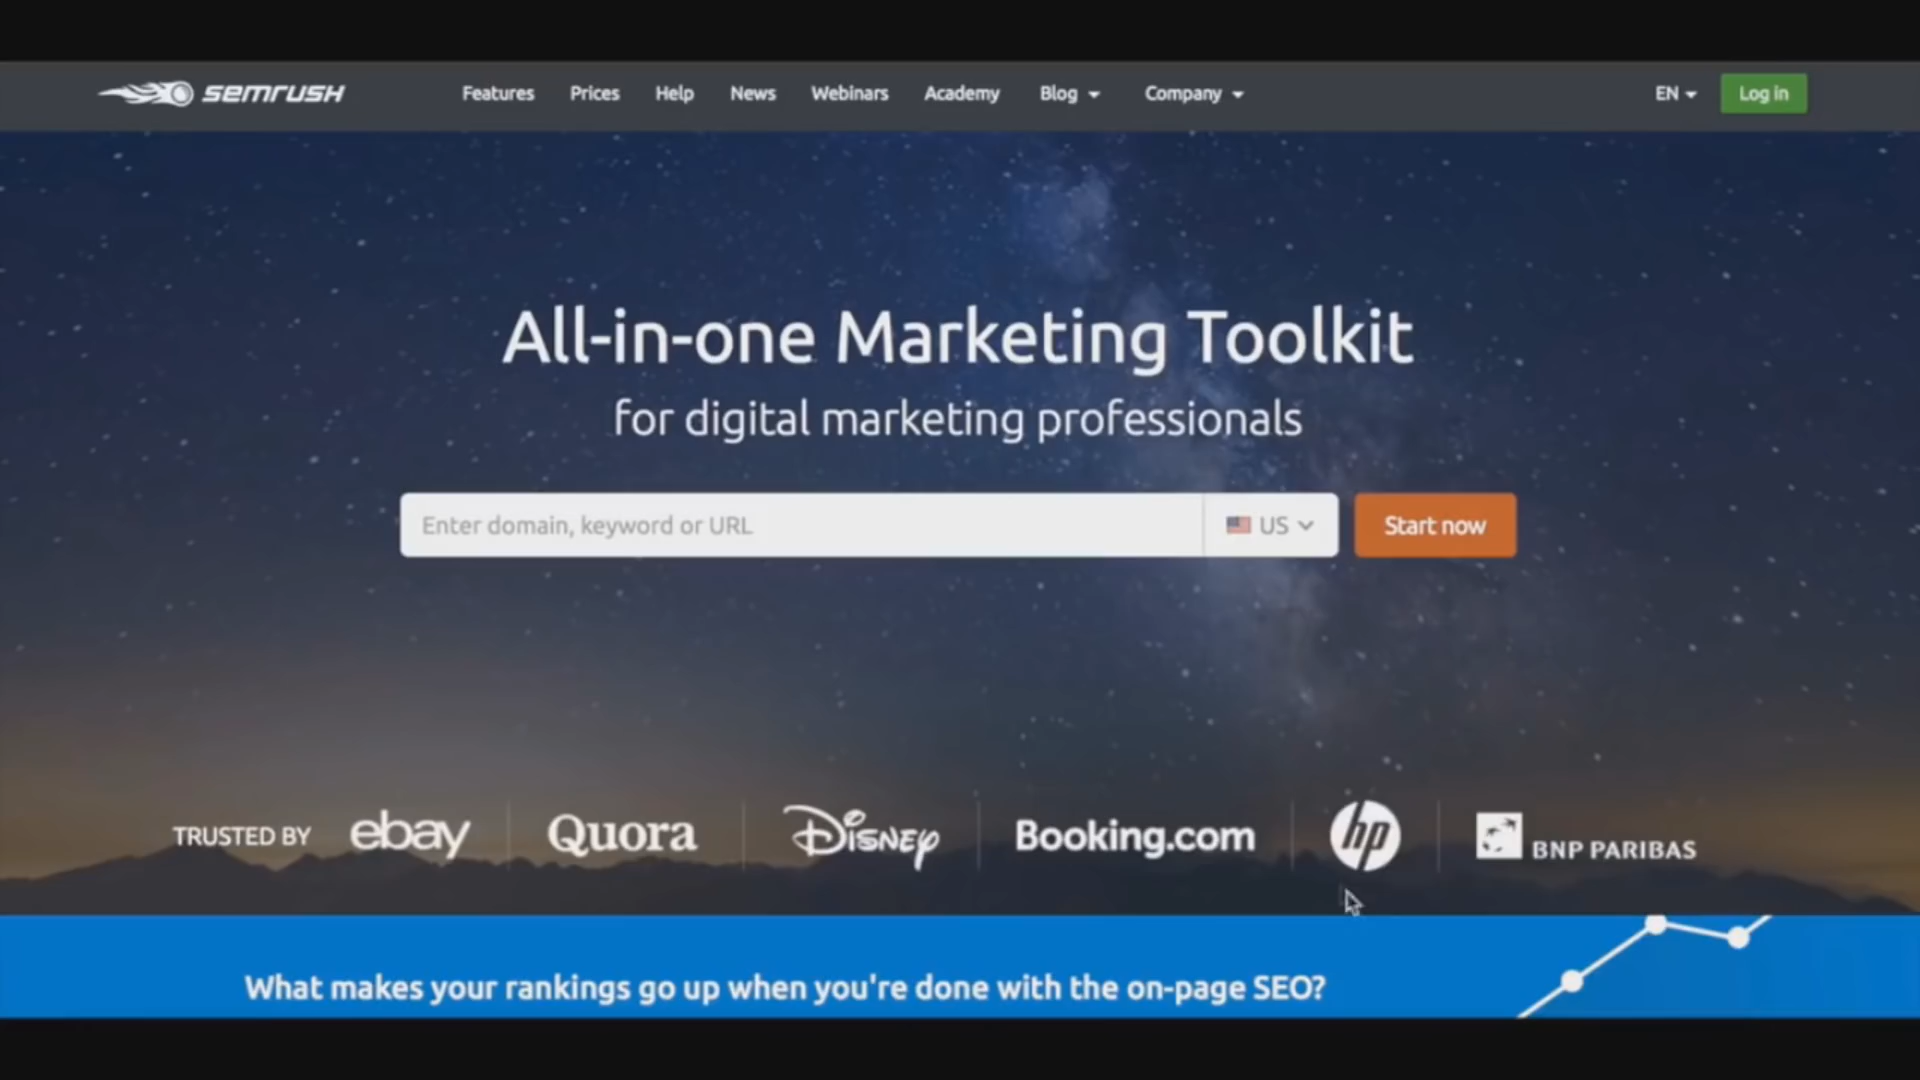 semrush Features Prices Help News Webinars Academy Blog Company EN Log in
All-in-one Marketing Toolkit
for digital marketing professionals
Enter domain, keyword or URL US Start now
TRUSTED BY ebay Quora Disney Booking.com hp BNP PARIBAS
What makes your rankings go up when you're done with the on-page SEO?